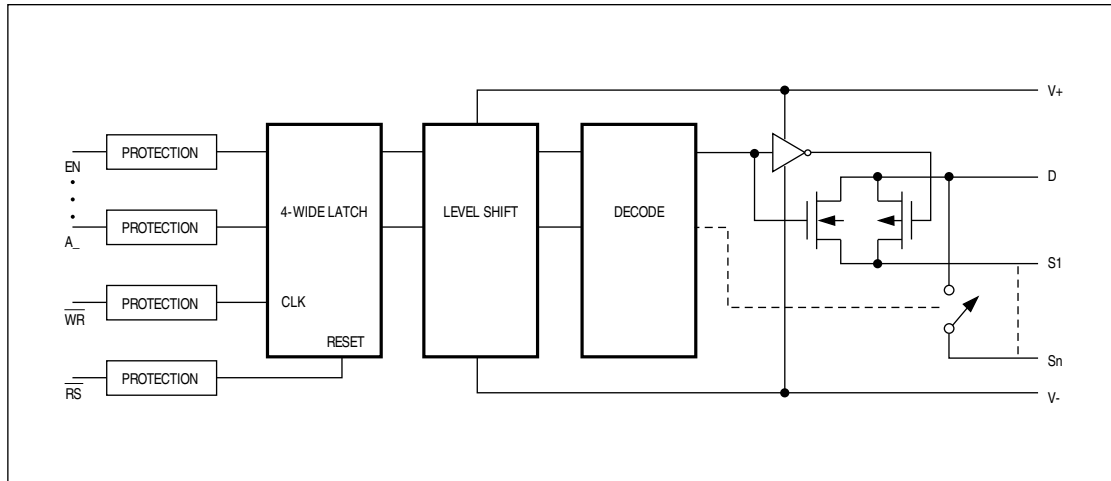 V+
PROTECTION
EN
4-WIDE LATCH
LEVEL SHIFT
DECODE
D
PROTECTION
A_
S1
PROTECTION
WR
CLK
RESET
PROTECTION
RS
Sn
V-